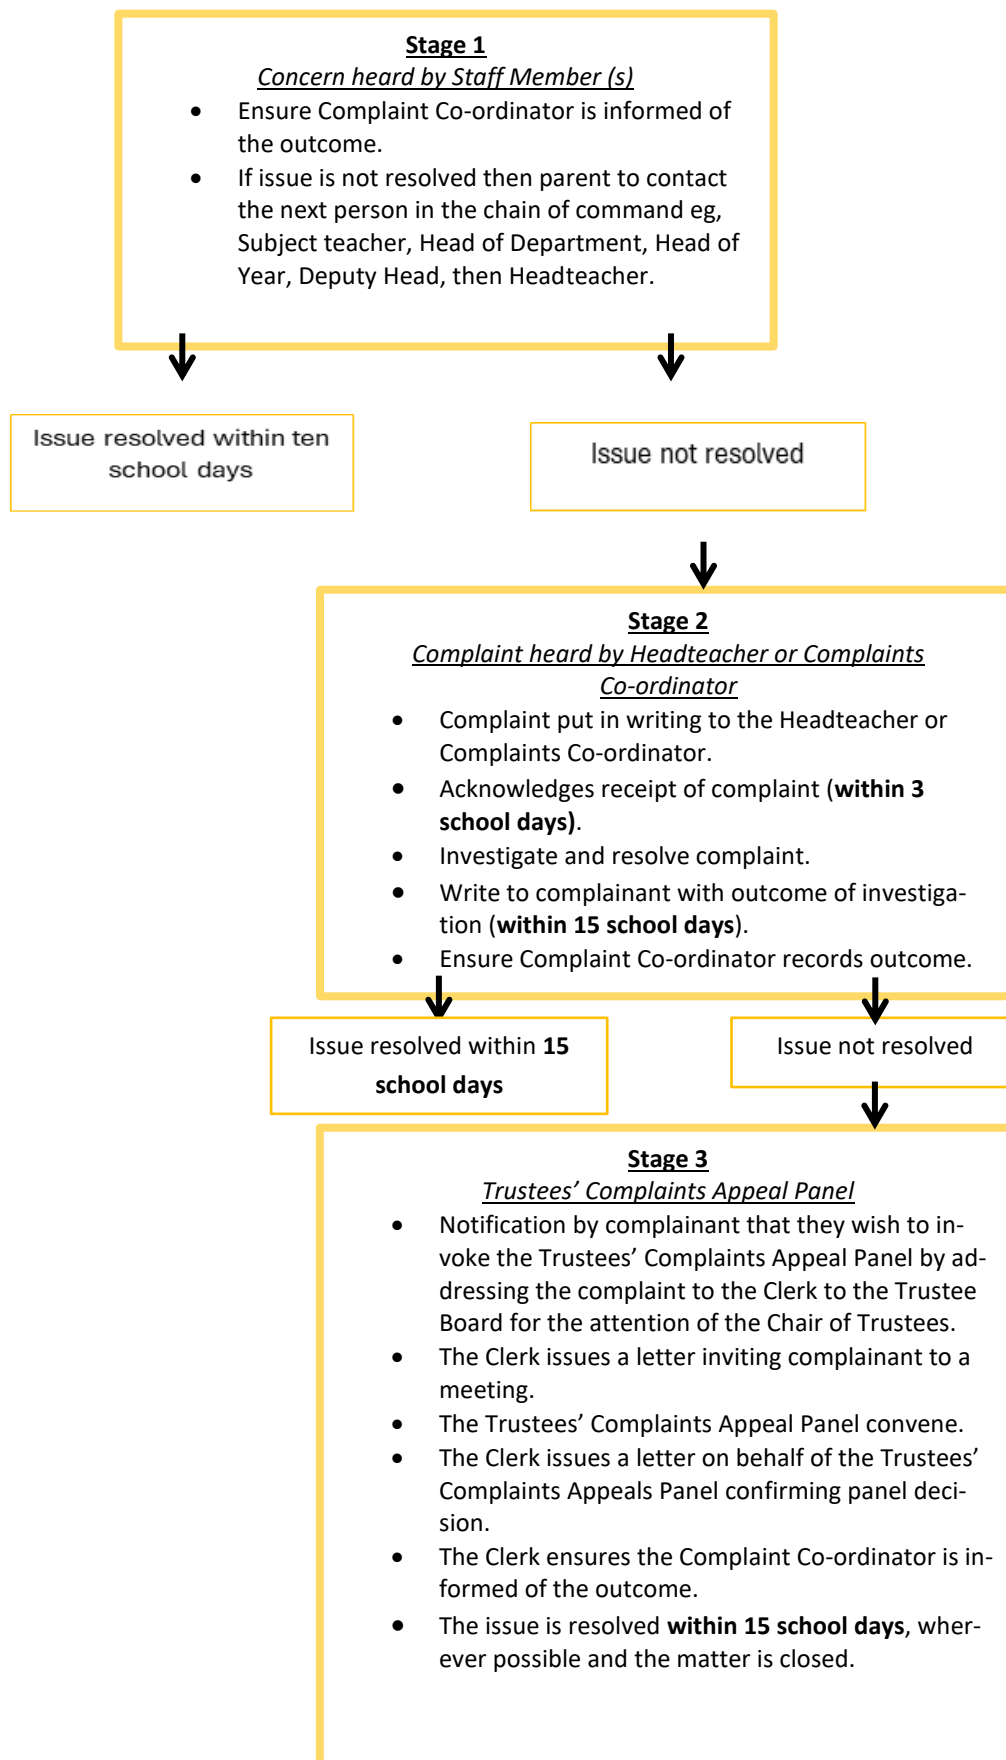 Stage 1
Concern heard by Staff Member (s)
• Ensure Complaint Co-ordinator is informed of
the outcome.
• If issue is not resolved then parent to contact
the next person in the chain of command eg,
Subject teacher, Head of Department, Head of
Year, Deputy Head, then Headteacher.
Issue resolved within ten
school days
Issue not resolved
Stage 2
Complaint heard by Headteacher or Complaints
Co-ordinator
• Complaint put in writing to the Headteacher or
Complaints Co-ordinator.
• Acknowledges receipt of complaint (within 3
school days).
• Investigate and resolve complaint.
• Write to complainant with outcome of investiga-
tion (within 15 school days).
• Ensure Complaint Co-ordinator records outcome.
Issue resolved within 15
school days
Issue not resolved
Stage 3
Trustees’ Complaints Appeal Panel
• Notification by complainant that they wish to in-
voke the Trustees’ Complaints Appeal Panel by ad-
dressing the complaint to the Clerk to the Trustee
Board for the attention of the Chair of Trustees.
• The Clerk issues a letter inviting complainant to a
meeting.
• The Trustees’ Complaints Appeal Panel convene.
• The Clerk issues a letter on behalf of the Trustees’
Complaints Appeals Panel confirming panel deci-
sion.
• The Clerk ensures the Complaint Co-ordinator is in-
formed of the outcome.
• The issue is resolved within 15 school days, wher-
ever possible and the matter is closed.